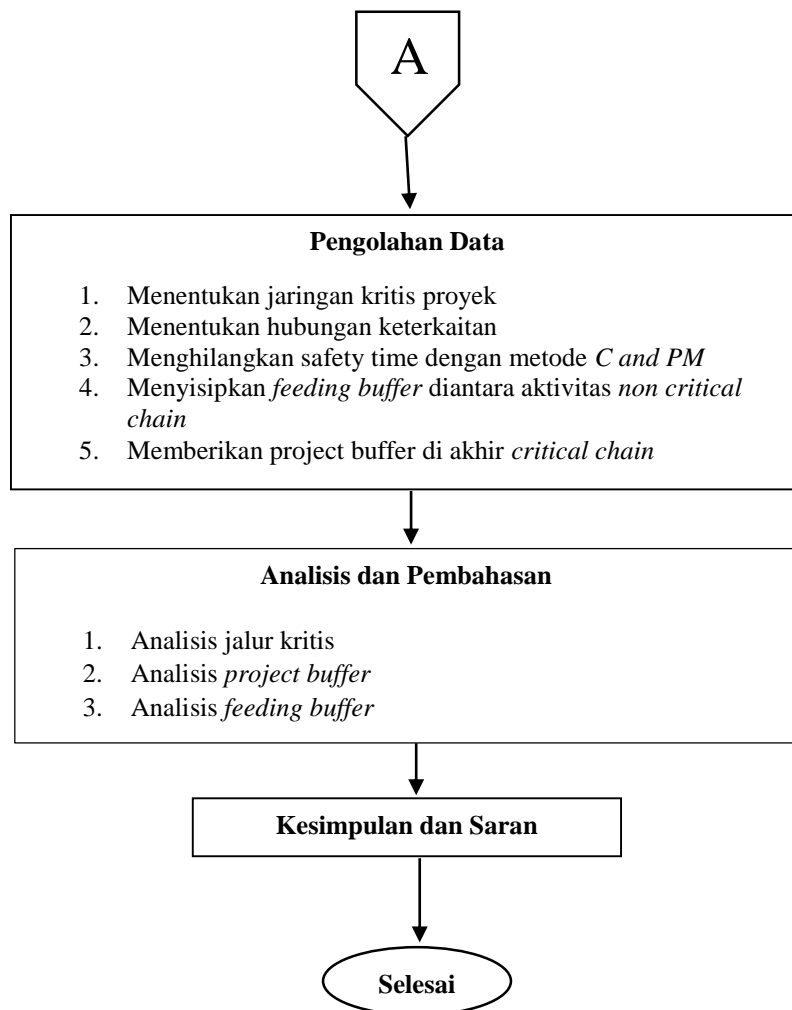 A
Pengolahan Data
1. Menentukan jaringan kritis proyek
2. Menentukan hubungan keterkaitan
3. Menghilangkan safety time dengan metode C and PM
4. Menyisipkan feeding buffer diantara aktivitas non critical
chain
5. Memberikan project buffer di akhir critical chain
Analisis dan Pembahasan
1. Analisis jalur kritis
2. Analisis project buffer
3. Analisis feeding buffer
Kesimpulan dan Saran
Selesai